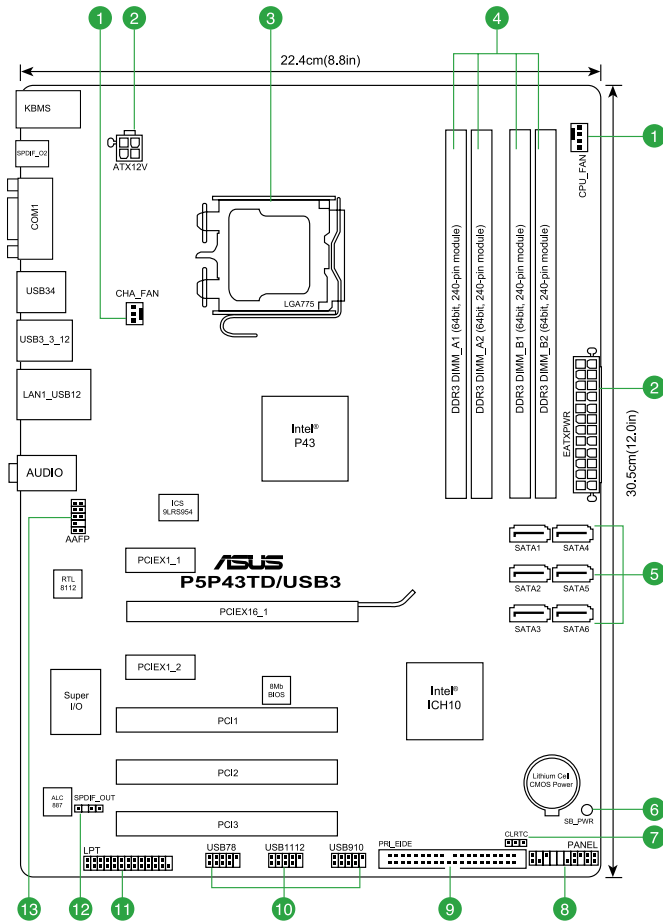 1
2
3
4
22.4cm(8.8in)
KBMS
SPDIF_O2
ATX12V
COM1
CPU_FAN
1
USB34
CHA_FAN
LGA775
USB3_3_12
LAN1_USB12
DDR3 DIMM_A1 (64bit, 240-pin module)
DDR3 DIMM_A2 (64bit, 240-pin module)
DDR3 DIMM_B1 (64bit, 240-pin module)
DDR3 DIMM_B2 (64bit, 240-pin module)
EATXPWR
2
30.5cm(12.0in)
Intel®
P43
AUDIO
AAFP
ICS
9LRS954
SATA1
SATA4
PCIEX1_1
ASUS
P5P43TD/USB3
RTL
8112
SATA2
SATA5
5
PCIEX16_1
SATA3
SATA6
PCIEX1_2
Super
I/O
8Mb
BIOS
Intel®
ICH10
PCI1
PCI2
Lithium Cell
CMOS Power
ALC
887
SPDIF_OUT
SB_PWR
6
PCI3
CLRTC
7
LPT
USB78
USB1112
USB910
PRI_EIDE
PANEL
13
12
11
10
9
8